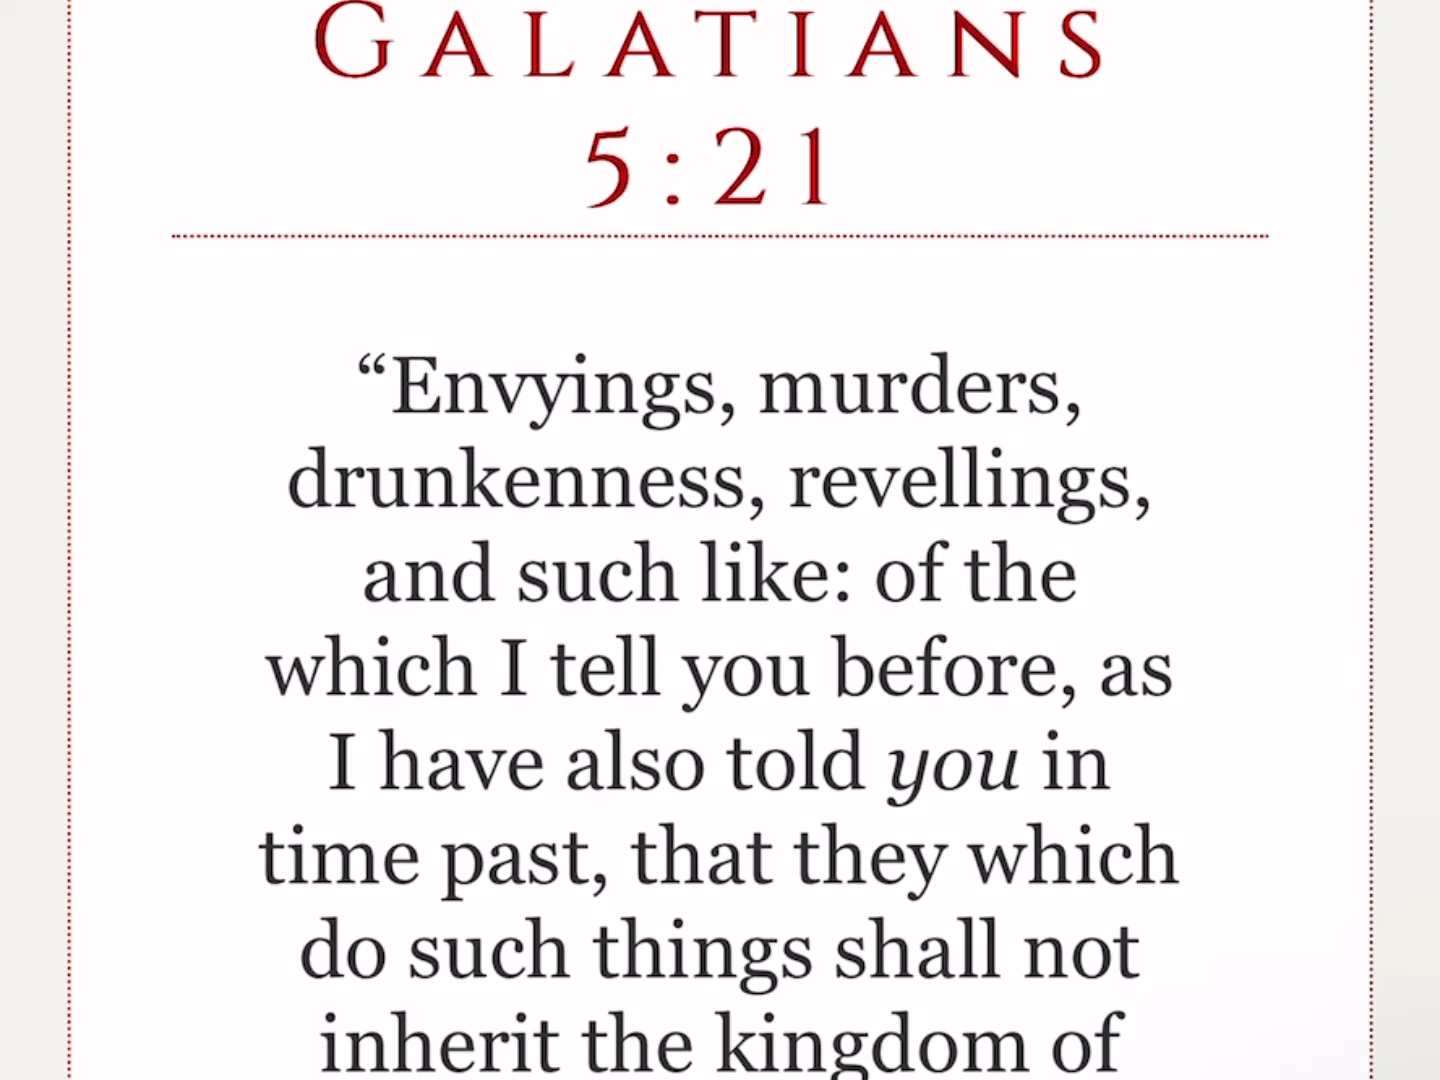 GALATIANS
5:21
“Envyings, murders,
drunkenness, revellings,
and such like: of the
which I tell you before, as
I have also told you in
time past, that they which
do such things shall not
inherit the kingdom of